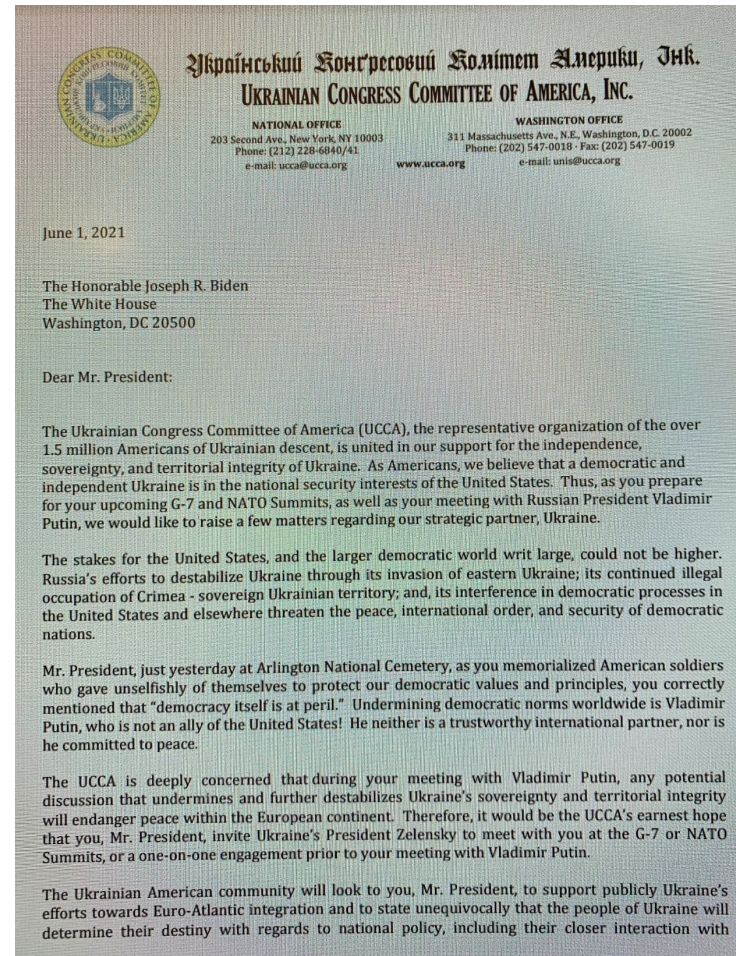 UKRAINIAN CONGRESS COMMITTEE OF AMERICA
Український Конґресовий Комітет Америки, Інк.
UKRAINIAN CONGRESS COMMITTEE OF AMERICA, INC.
NATIONAL OFFICE
203 Second Ave., New York, NY 10003
Phone: (212) 228-6840/41
e-mail: ucca@ucca.org
www.ucca.org
WASHINGTON OFFICE
311 Massachusetts Ave., N.E., Washington, D.C. 20002
Phone: (202) 547-0018 · Fax: (202) 547-0019
e-mail: unis@ucca.org
June 1, 2021
The Honorable Joseph R. Biden
The White House
Washington, DC 20500
Dear Mr. President:
The Ukrainian Congress Committee of America (UCCA), the representative organization of the over
1.5 million Americans of Ukrainian descent, is united in our support for the independence,
sovereignty, and territorial integrity of Ukraine. As Americans, we believe that a democratic and
independent Ukraine is in the national security interests of the United States. Thus, as you prepare
for your upcoming G-7 and NATO Summits, as well as your meeting with Russian President Vladimir
Putin, we would like to raise a few matters regarding our strategic partner, Ukraine.
The stakes for the United States, and the larger democratic world writ large, could not be higher.
Russia's efforts to destabilize Ukraine through its invasion of eastern Ukraine; its continued illegal
occupation of Crimea - sovereign Ukrainian territory; and, its interference in democratic processes in
the United States and elsewhere threaten the peace, international order, and security of democratic
nations.
Mr. President, just yesterday at Arlington National Cemetery, as you memorialized American soldiers
who gave unselfishly of themselves to protect our democratic values and principles, you correctly
mentioned that “democracy itself is at peril.” Undermining democratic norms worldwide is Vladimir
Putin, who is not an ally of the United States! He neither is a trustworthy international partner, nor is
he committed to peace.
The UCCA is deeply concerned that during your meeting with Vladimir Putin, any potential
discussion that undermines and further destabilizes Ukraine's sovereignty and territorial integrity
will endanger peace within the European continent. Therefore, it would be the UCCA's earnest hope
that you, Mr. President, invite Ukraine's President Zelensky to meet with you at the G-7 or NATO
Summits, or a one-on-one engagement prior to your meeting with Vladimir Putin.
The Ukrainian American community will look to you, Mr. President, to support publicly Ukraine's
efforts towards Euro-Atlantic integration and to state unequivocally that the people of Ukraine will
determine their destiny with regards to national policy, including their closer interaction with